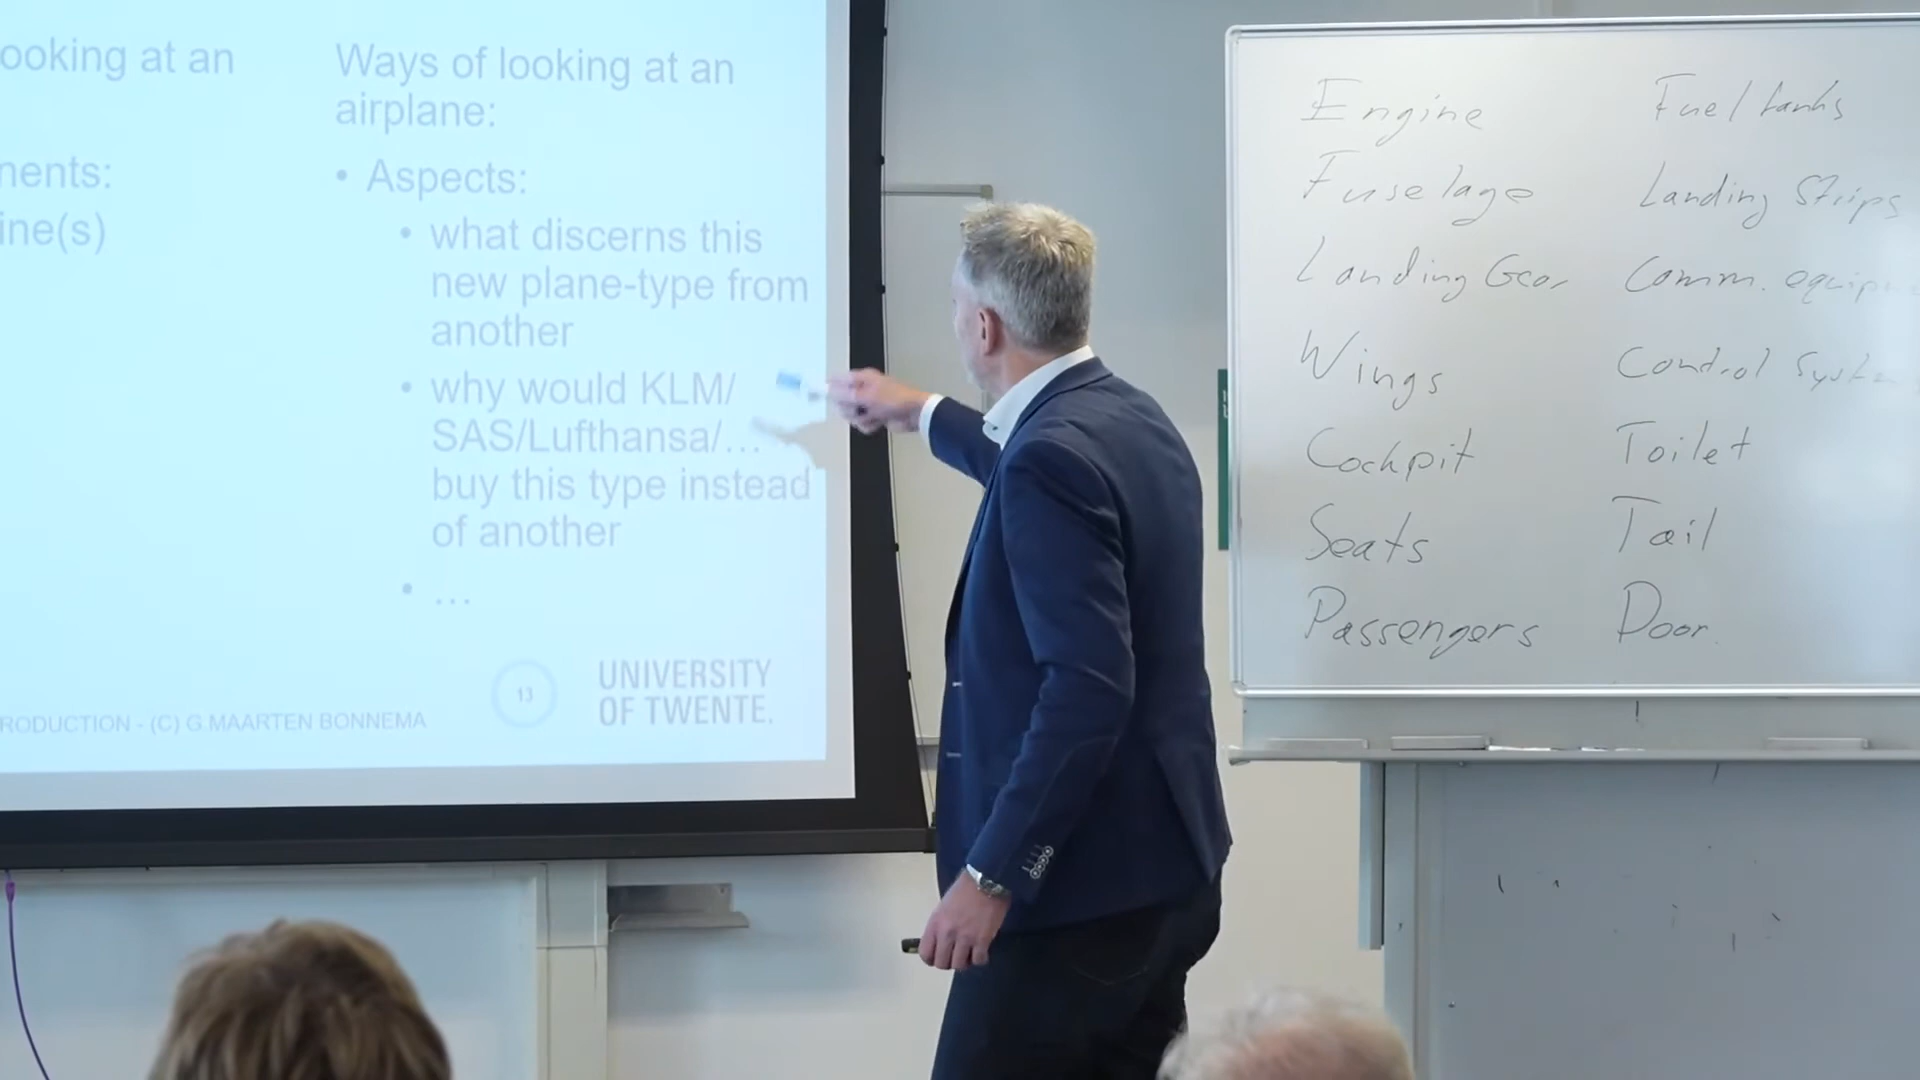 ooking at an
ments:
ine(s)
Ways of looking at an
airplane:
• Aspects:
• what discerns this
new plane-type from
another
• why would KLM/
SAS/Lufthansa/...
buy this type instead
of another
• ...
RODUCTION - (C) G.MAARTEN BONNEMA
13
UNIVERSITY
OF TWENTE.
Engine
Fuselage
Landing Gear
Wings
Cockpit
Seats
Passengers
Fuel tanks
Landing Strips
Comm. equip
Control Syst
Toilet
Tail
Door